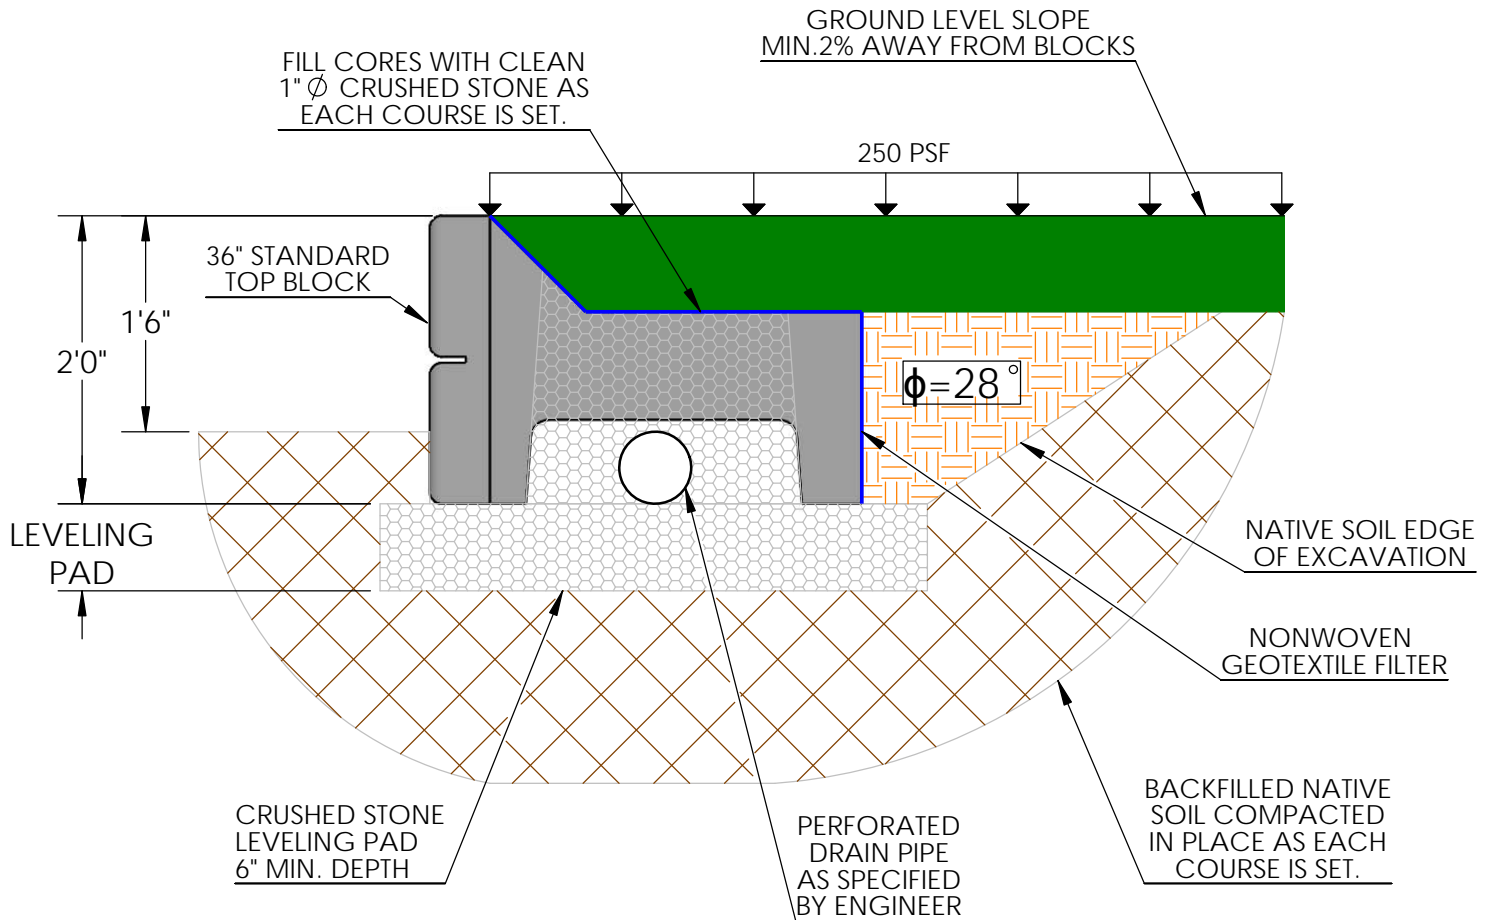 GROUND LEVEL SLOPE
MIN.2% AWAY FROM BLOCKS
FILL CORES WITH CLEAN
1" Ø CRUSHED STONE AS
EACH COURSE IS SET.
250 PSF
36" STANDARD
TOP BLOCK
1'6"
2'0"
ϕ=28°
LEVELING
PAD
NATIVE SOIL EDGE
OF EXCAVATION
NONWOVEN
GEOTEXTILE FILTER
CRUSHED STONE
LEVELING PAD
6" MIN. DEPTH
PERFORATED
DRAIN PIPE
AS SPECIFIED
BY ENGINEER
BACKFILLED NATIVE
SOIL COMPACTED
IN PLACE AS EACH
COURSE IS SET.